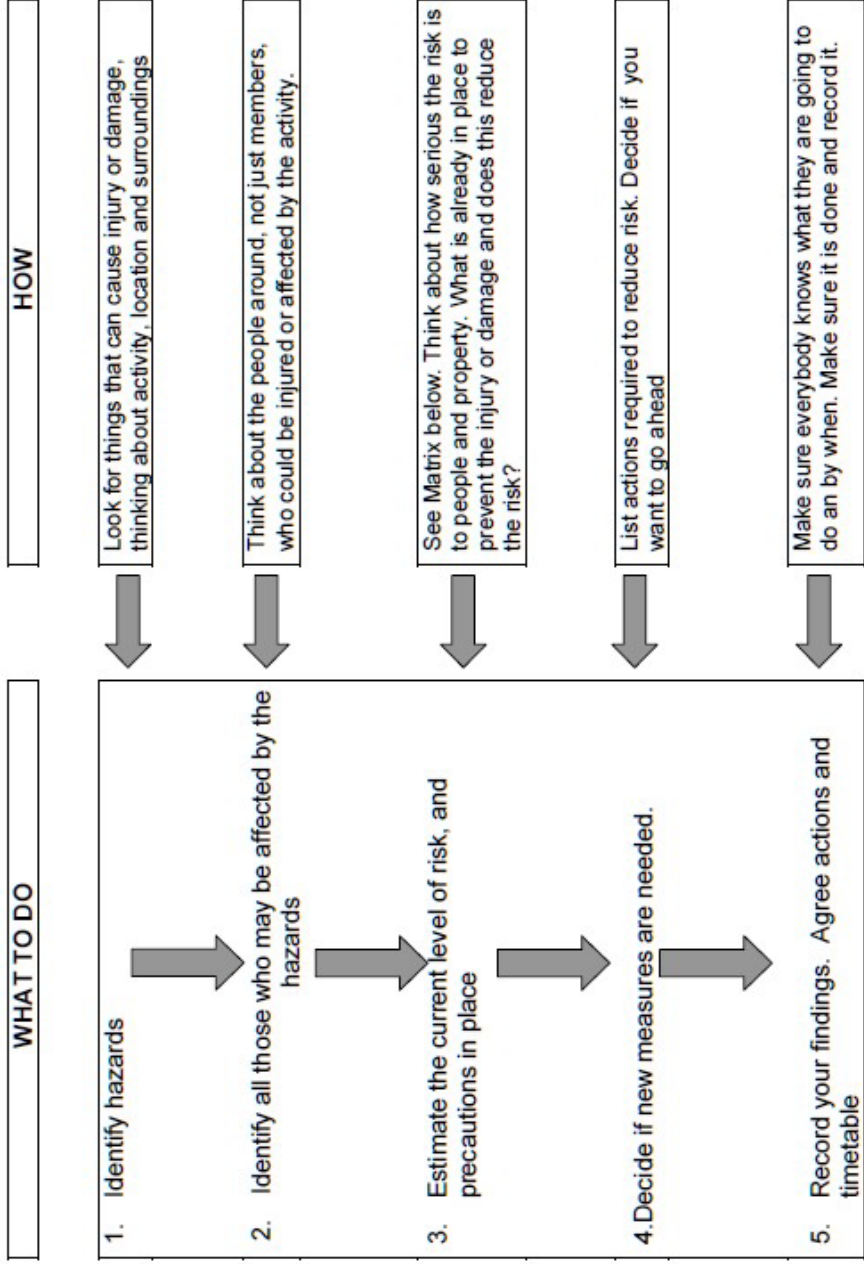 WHAT TO DO
HOW
1. Identify hazards
Look for things that can cause injury or damage,
thinking about activity, location and surroundings
2. Identify all those who may be affected by the
hazards
Think about the people around, not just members,
who could be injured or affected by the activity.
3. Estimate the current level of risk, and
precautions in place
See Matrix below. Think about how serious the risk is
to people and property. What is already in place to
prevent the injury or damage and does this reduce
the risk?
4.Decide if new measures are needed.
List actions required to reduce risk. Decide if you
want to go ahead
5. Record your findings. Agree actions and
timetable
Make sure everybody knows what they are going to
do an by when. Make sure it is done and record it.